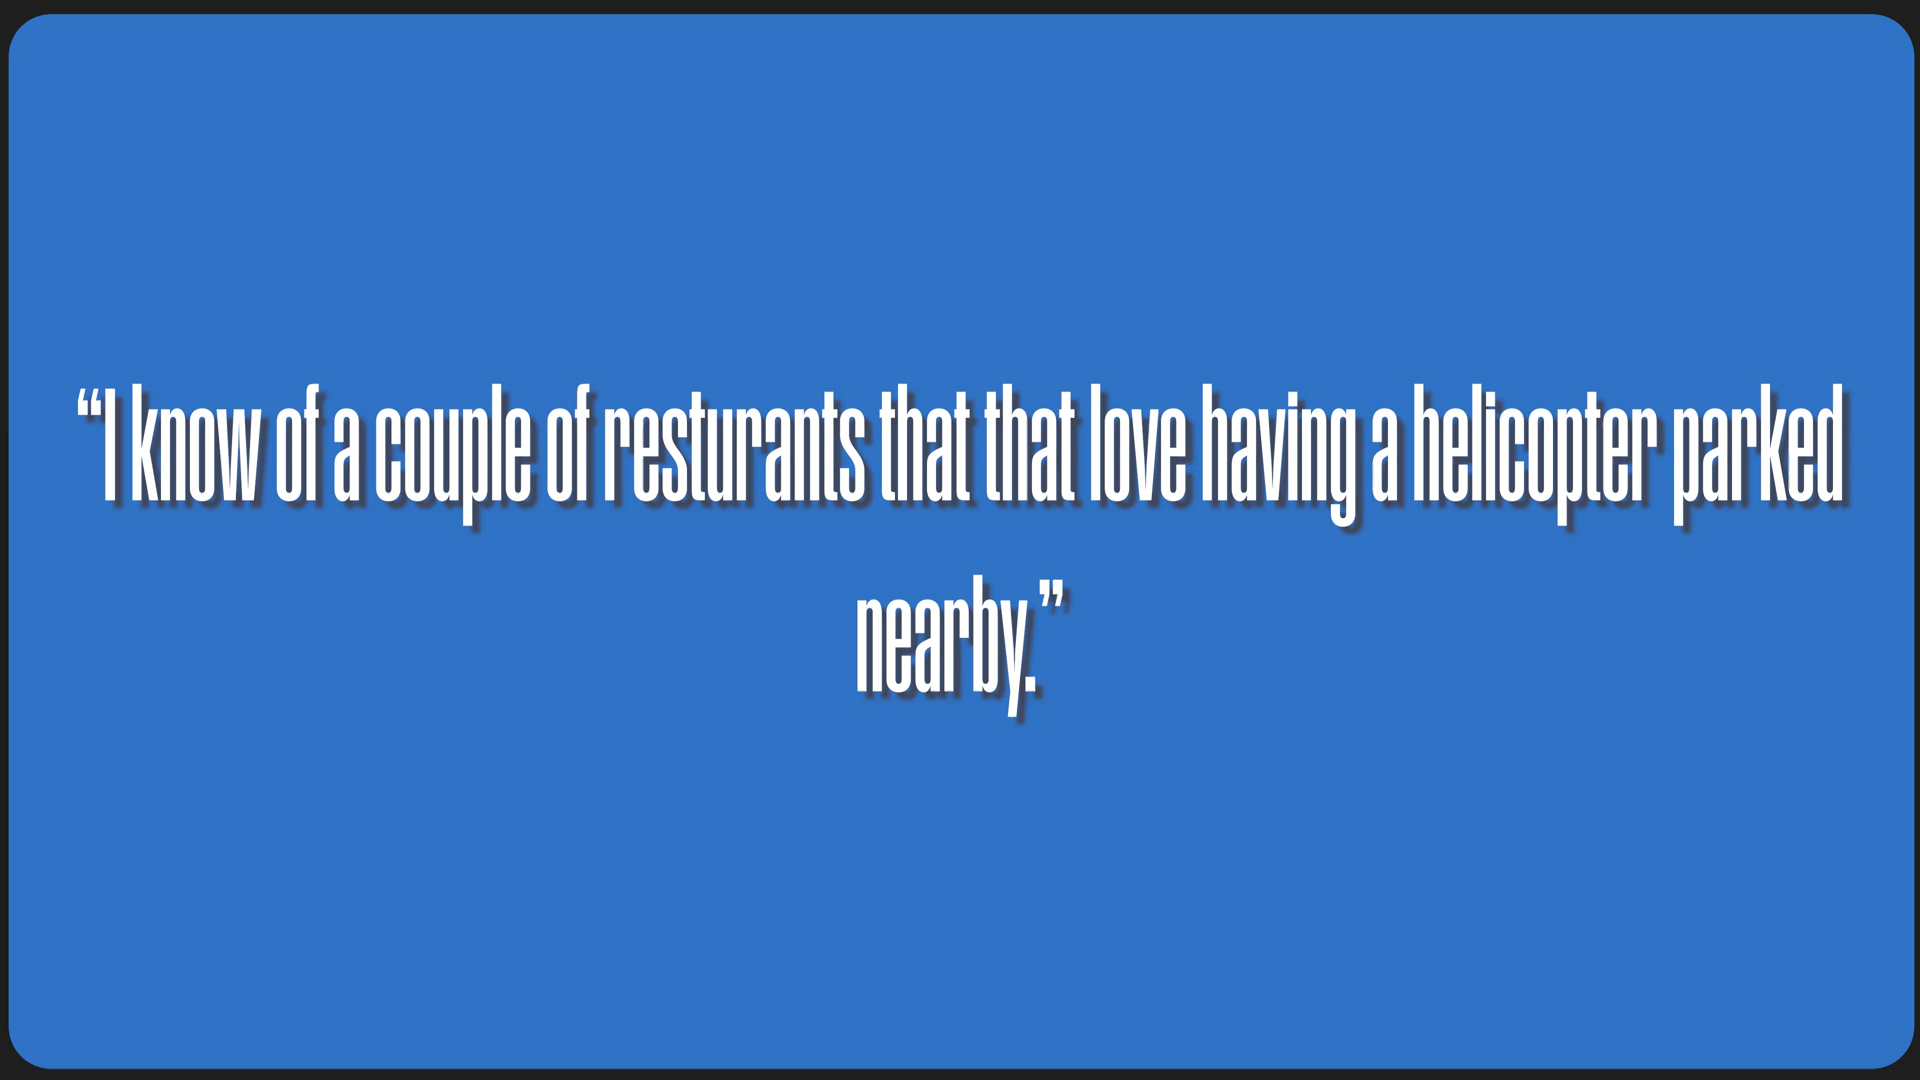 “I know of a couple of resturants that that love having a helicopter parked
nearby.”